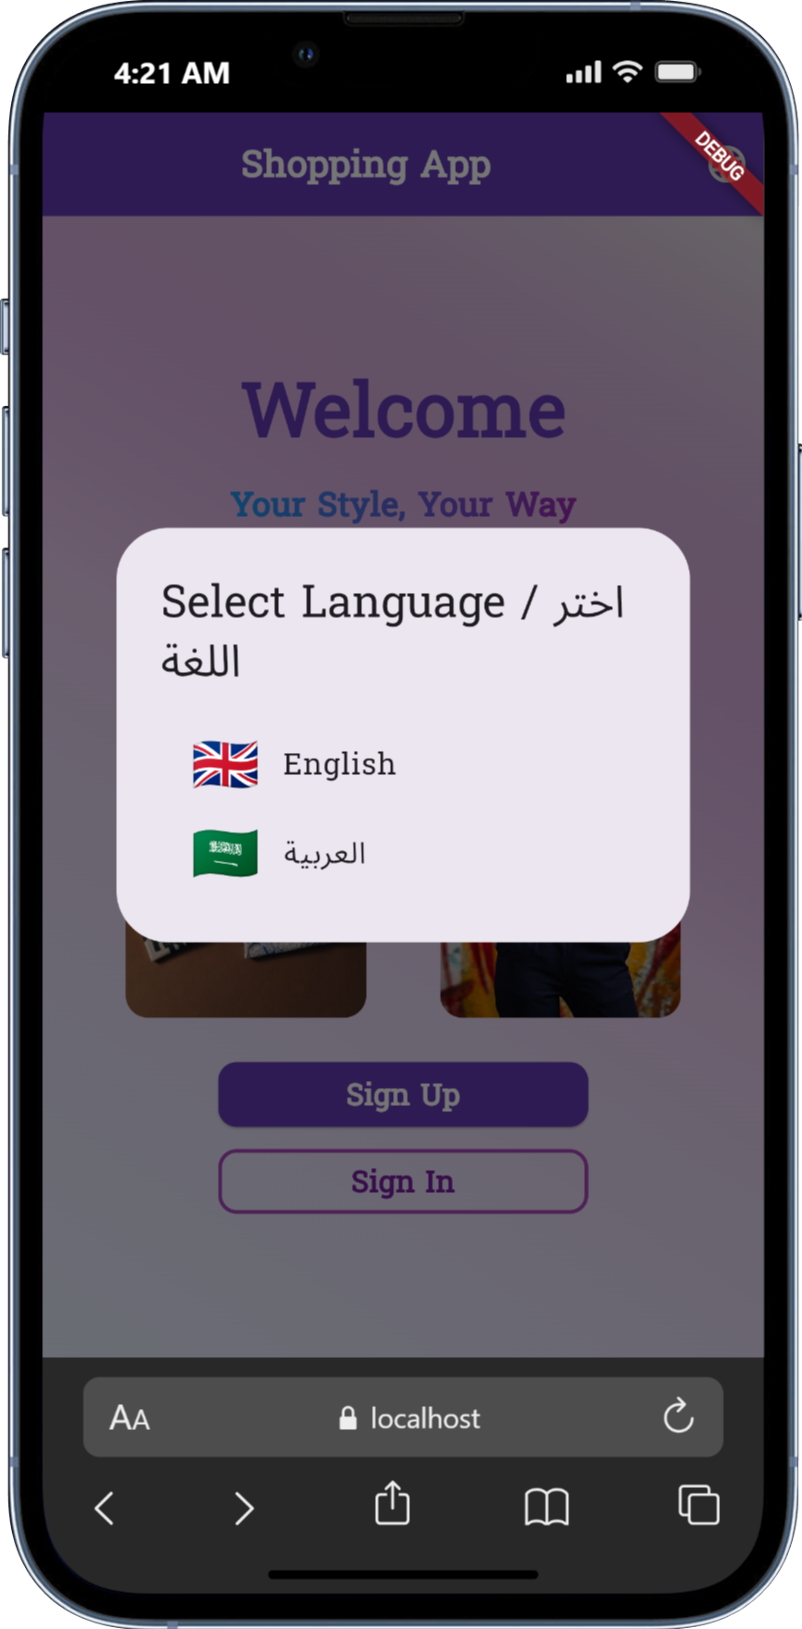 4:21 AM
Shopping App
DEBUG
Welcome
Your Style, Your Way
Select Language / اختر
اللغة
English
العربية
Sign Up
Sign In
AA
localhost